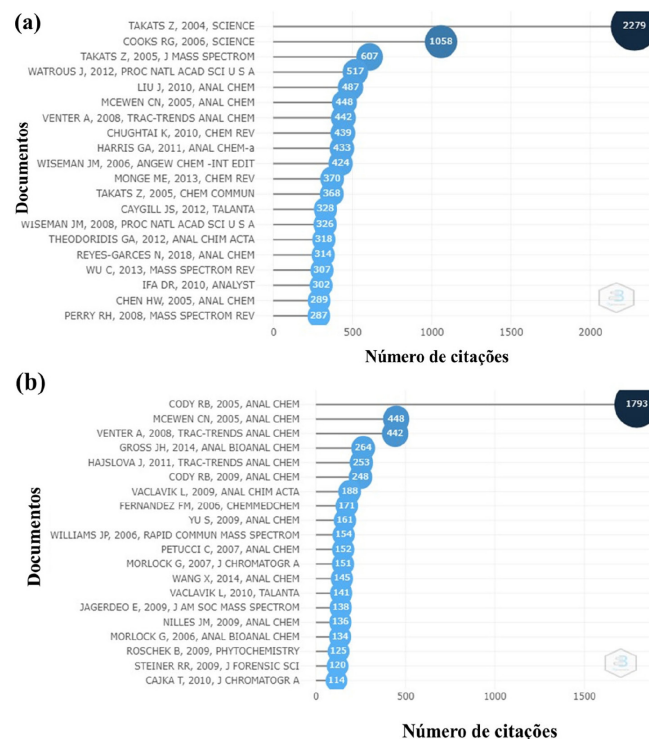 (a)
Documentos
TAKATS Z, 2004, SCIENCE 2279
COOKS RG, 2006, SCIENCE 1058
TAKATS Z, 2005, J MASS SPECTROM 607
WATROUS J, 2012, PROC NATL ACAD SCI U S A 517
LIU J, 2010, ANAL CHEM 487
MCEWEN CN, 2005, ANAL CHEM 448
VENTER A, 2008, TRAC-TRENDS ANAL CHEM 442
CHUGHTAI K, 2010, CHEM REV 439
HARRIS GA, 2011, ANAL CHEM-a 433
WISEMAN JM, 2006, ANGEW CHEM -INT EDIT 424
MONGE ME, 2013, CHEM REV 370
TAKATS Z, 2005, CHEM COMMUN 368
CAYGILL JS, 2012, TALANTA 328
WISEMAN JM, 2008, PROC NATL ACAD SCI U S A 326
THEODORIDIS GA, 2012, ANAL CHIM ACTA 318
REYES-GARCES N, 2018, ANAL CHEM 314
WU C, 2013, MASS SPECTROM REV 307
IFA DR, 2010, ANALYST 302
CHEN HW, 2005, ANAL CHEM 289
PERRY RH, 2008, MASS SPECTROM REV 287
0 500 1000 1500 2000
Número de citações
(b)
Documentos
CODY RB, 2005, ANAL CHEM 1793
MCEWEN CN, 2005, ANAL CHEM 448
VENTER A, 2008, TRAC-TRENDS ANAL CHEM 442
GROSS JH, 2014, ANAL BIOANAL CHEM 264
HAJSLOVA J, 2011, TRAC-TRENDS ANAL CHEM 253
CODY RB, 2009, ANAL CHEM 248
VACLAVIK L, 2009, ANAL CHIM ACTA 188
FERNANDEZ FM, 2006, CHEMMEDCHEM 171
YU S, 2009, ANAL CHEM 161
WILLIAMS JP, 2006, RAPID COMMUN MASS SPECTROM 154
PETUCCI C, 2007, ANAL CHEM 152
MORLOCK G, 2007, J CHROMATOGR A 151
WANG X, 2014, ANAL CHEM 145
VACLAVIK L, 2010, TALANTA 141
JAGERDEO E, 2009, J AM SOC MASS SPECTROM 138
NILLES JM, 2009, ANAL CHEM 136
MORLOCK G, 2006, ANAL BIOANAL CHEM 134
ROSCHEK B, 2009, PHYTOCHEMISTRY 125
STEINER RR, 2009, J FORENSIC SCI 120
CAJKA T, 2010, J CHROMATOGR A 114
0 500 1000 1500
Número de citações